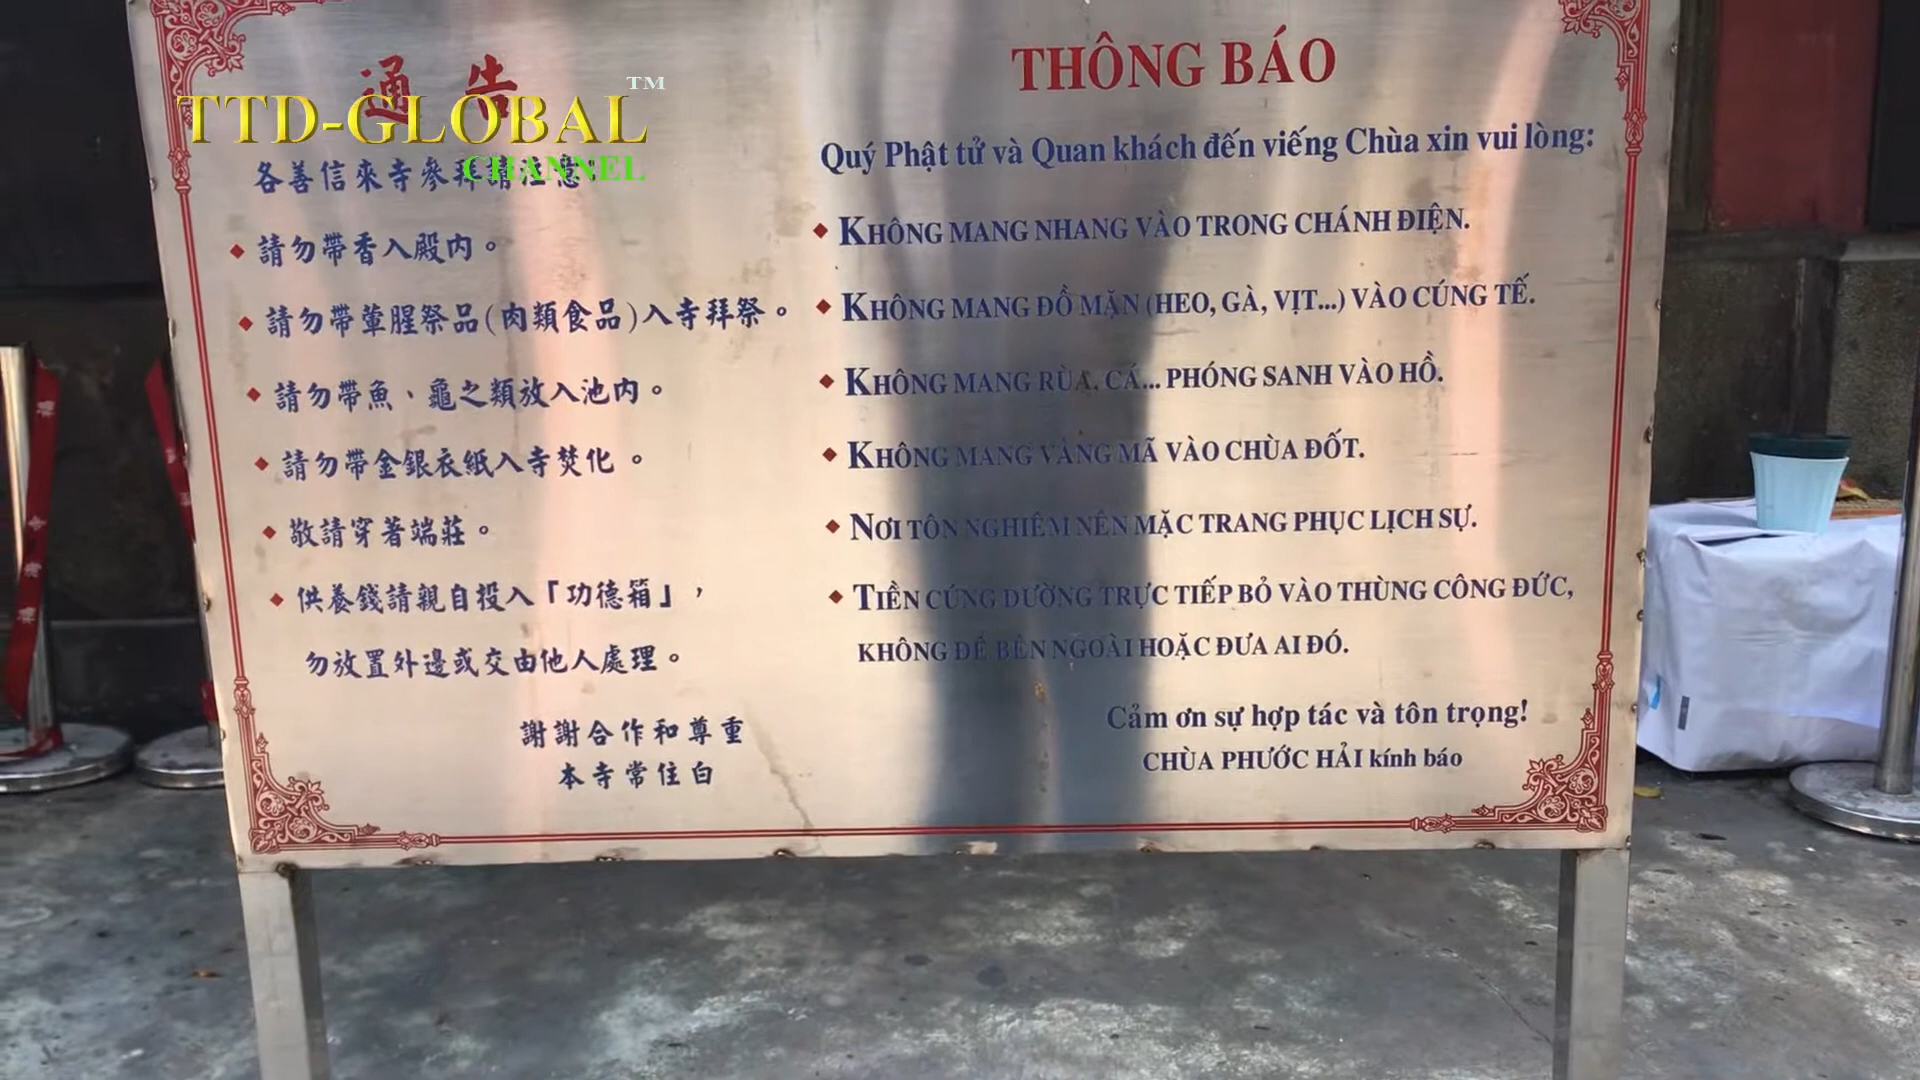 通告
TTD-GLOBAL™
CHANNEL
各善信來寺參拜請注意
請勿帶香入殿內。
請勿帶葷腥祭品(肉類食品)入寺拜祭。
請勿帶魚、龜之類放入池內。
請勿帶金銀衣紙入寺焚化。
敬請穿著端莊。
供養錢請親自投入「功德箱」，
勿放置外邊或交由他人處理。
謝謝合作和尊重
本寺常住白
THÔNG BÁO
Quý Phật tử và Quan khách đến viếng Chùa xin vui lòng:
KHÔNG MANG NHANG VÀO TRONG CHÁNH ĐIỆN.
KHÔNG MANG ĐỒ MẶN (HEO, GÀ, VỊT...) VÀO CÚNG TẾ.
KHÔNG MANG RÙA, CÁ... PHÓNG SANH VÀO HỒ.
KHÔNG MANG VÀNG MÃ VÀO CHÙA ĐỐT.
NƠI TÔN NGHIÊM NÊN MẶC TRANG PHỤC LỊCH SỰ.
TIỀN CÚNG DƯỜNG TRỰC TIẾP BỎ VÀO THÙNG CÔNG ĐỨC,
KHÔNG ĐỂ BÊN NGOÀI HOẶC ĐƯA AI ĐÓ.
Cảm ơn sự hợp tác và tôn trọng!
CHÙA PHƯỚC HẢI kính báo